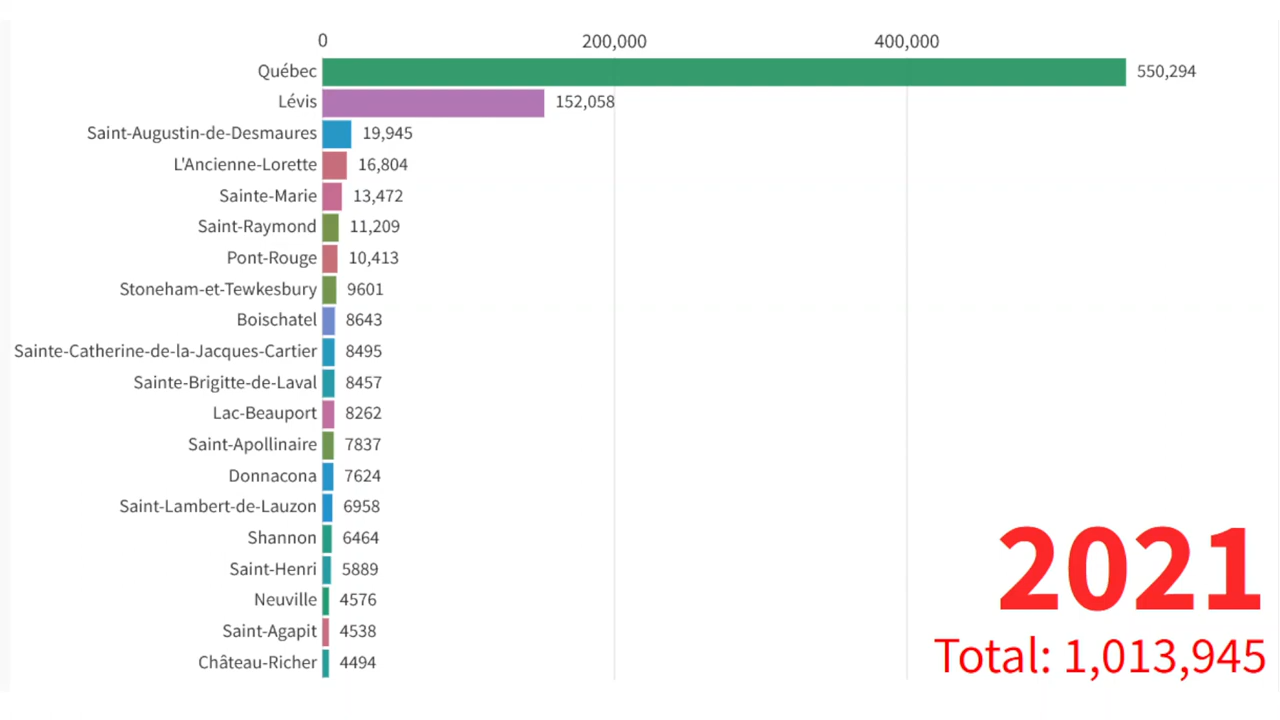 0 200,000 400,000
Québec 550,294
Lévis 152,058
Saint-Augustin-de-Desmaures 19,945
L'Ancienne-Lorette 16,804
Sainte-Marie 13,472
Saint-Raymond 11,209
Pont-Rouge 10,413
Stoneham-et-Tewkesbury 9601
Boischatel 8643
Sainte-Catherine-de-la-Jacques-Cartier 8495
Sainte-Brigitte-de-Laval 8457
Lac-Beauport 8262
Saint-Apollinaire 7837
Donnacona 7624
Saint-Lambert-de-Lauzon 6958
Shannon 6464
Saint-Henri 5889
Neuville 4576
Saint-Agapit 4538
Château-Richer 4494
2021
Total: 1,013,945